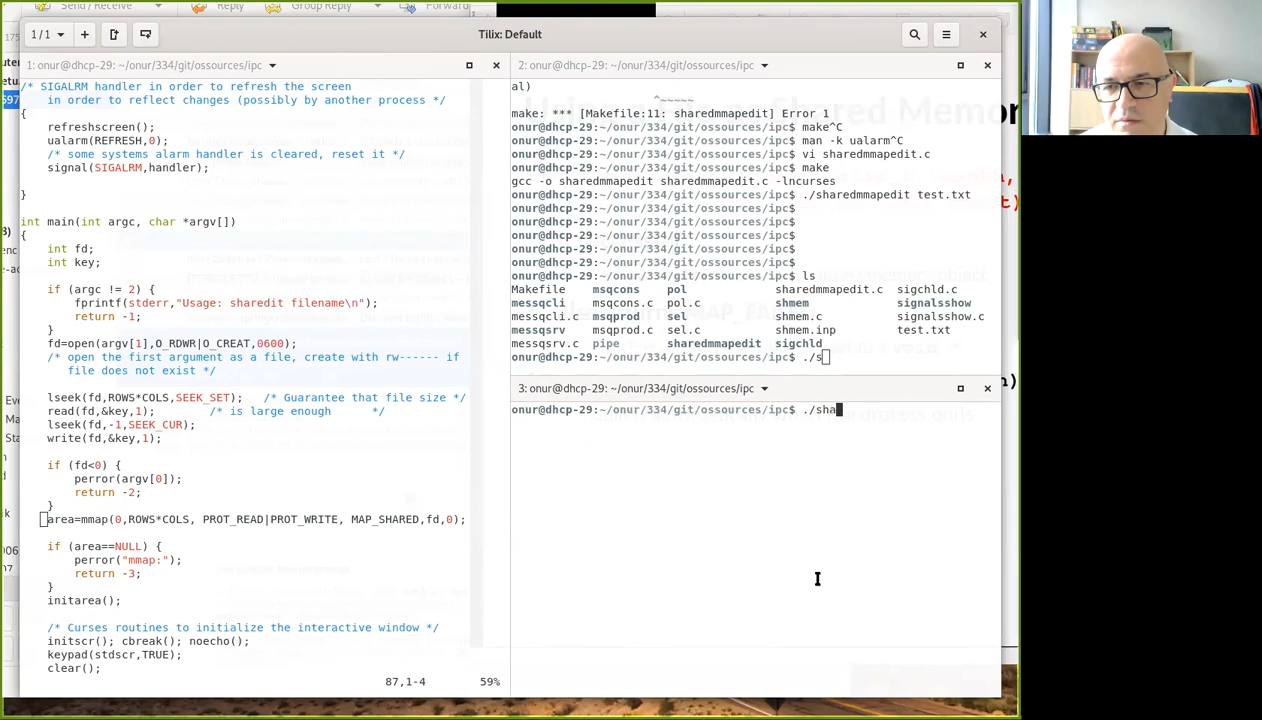 Send / Receive Reply Group Reply Forward
1/1 Tilix: Default
1: onur@dhcp-29: ~/onur/334/git/ossources/ipc
/* SIGALRM handler in order to refresh the screen
in order to reflect changes (possibly by another process */
{
refreshscreen();
ualarm(REFRESH,0);
/* some systems alarm handler is cleared, reset it */
signal(SIGALRM,handler);
}
int main(int argc, char *argv[])
{
int fd;
int key;
if (argc != 2) {
fprintf(stderr,"Usage: sharedit filename\n");
return -1;
}
fd=open(argv[1],O_RDWR|O_CREAT,0600);
/* open the first argument as a file, create with rw------ if
file does not exist */
lseek(fd,ROWS*COLS,SEEK_SET); /* Guarantee that file size */
read(fd,&key,1); /* is large enough */
lseek(fd,-1,SEEK_CUR);
write(fd,&key,1);
if (fd<0) {
perror(argv[0]);
return -2;
}
area=mmap(0,ROWS*COLS, PROT_READ|PROT_WRITE, MAP_SHARED,fd,0);
if (area==NULL) {
perror("mmap:");
return -3;
}
initarea();
/* Curses routines to initialize the interactive window */
initscr(); cbreak(); noecho();
keypad(stdscr,TRUE);
clear();
87,1-4 59%
2: onur@dhcp-29: ~/onur/334/git/ossources/ipc
al)
^~~~~~
make: *** [Makefile:11: sharedmmapedit] Error 1
onur@dhcp-29:~/onur/334/git/ossources/ipc$ make^C
onur@dhcp-29:~/onur/334/git/ossources/ipc$ man -k ualarm^C
onur@dhcp-29:~/onur/334/git/ossources/ipc$ vi sharedmmapedit.c
onur@dhcp-29:~/onur/334/git/ossources/ipc$ make
gcc -o sharedmmapedit sharedmmapedit.c -lncurses
onur@dhcp-29:~/onur/334/git/ossources/ipc$ ./sharedmmapedit test.txt
onur@dhcp-29:~/onur/334/git/ossources/ipc$
onur@dhcp-29:~/onur/334/git/ossources/ipc$
onur@dhcp-29:~/onur/334/git/ossources/ipc$
onur@dhcp-29:~/onur/334/git/ossources/ipc$
onur@dhcp-29:~/onur/334/git/ossources/ipc$
onur@dhcp-29:~/onur/334/git/ossources/ipc$ ls
Makefile msqcons pol sharedmmapedit.c sigchld.c
messqcli msqcons.c pol.c shmem signalsshow
messqcli.c msqprod sel shmem.c signalsshow.c
messqsrv msqprod.c sel.c shmem.inp test.txt
messqsrv.c pipe sharedmmapedit sigchld
onur@dhcp-29:~/onur/334/git/ossources/ipc$ ./s
3: onur@dhcp-29: ~/onur/334/git/ossources/ipc
onur@dhcp-29:~/onur/334/git/ossources/ipc$ ./sha